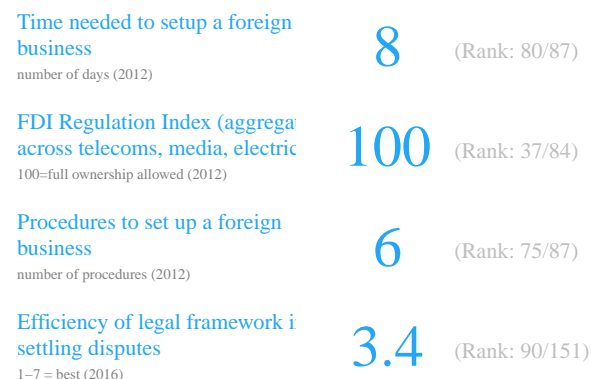 Time needed to setup a foreign
business
number of days (2012)
8
(Rank: 80/87)
FDI Regulation Index (aggregat
across telecoms, media, electric
100=full ownership allowed (2012)
100
(Rank: 37/84)
Procedures to set up a foreign
business
number of procedures (2012)
6
(Rank: 75/87)
Efficiency of legal framework i
settling disputes
1–7 = best (2016)
3.4
(Rank: 90/151)